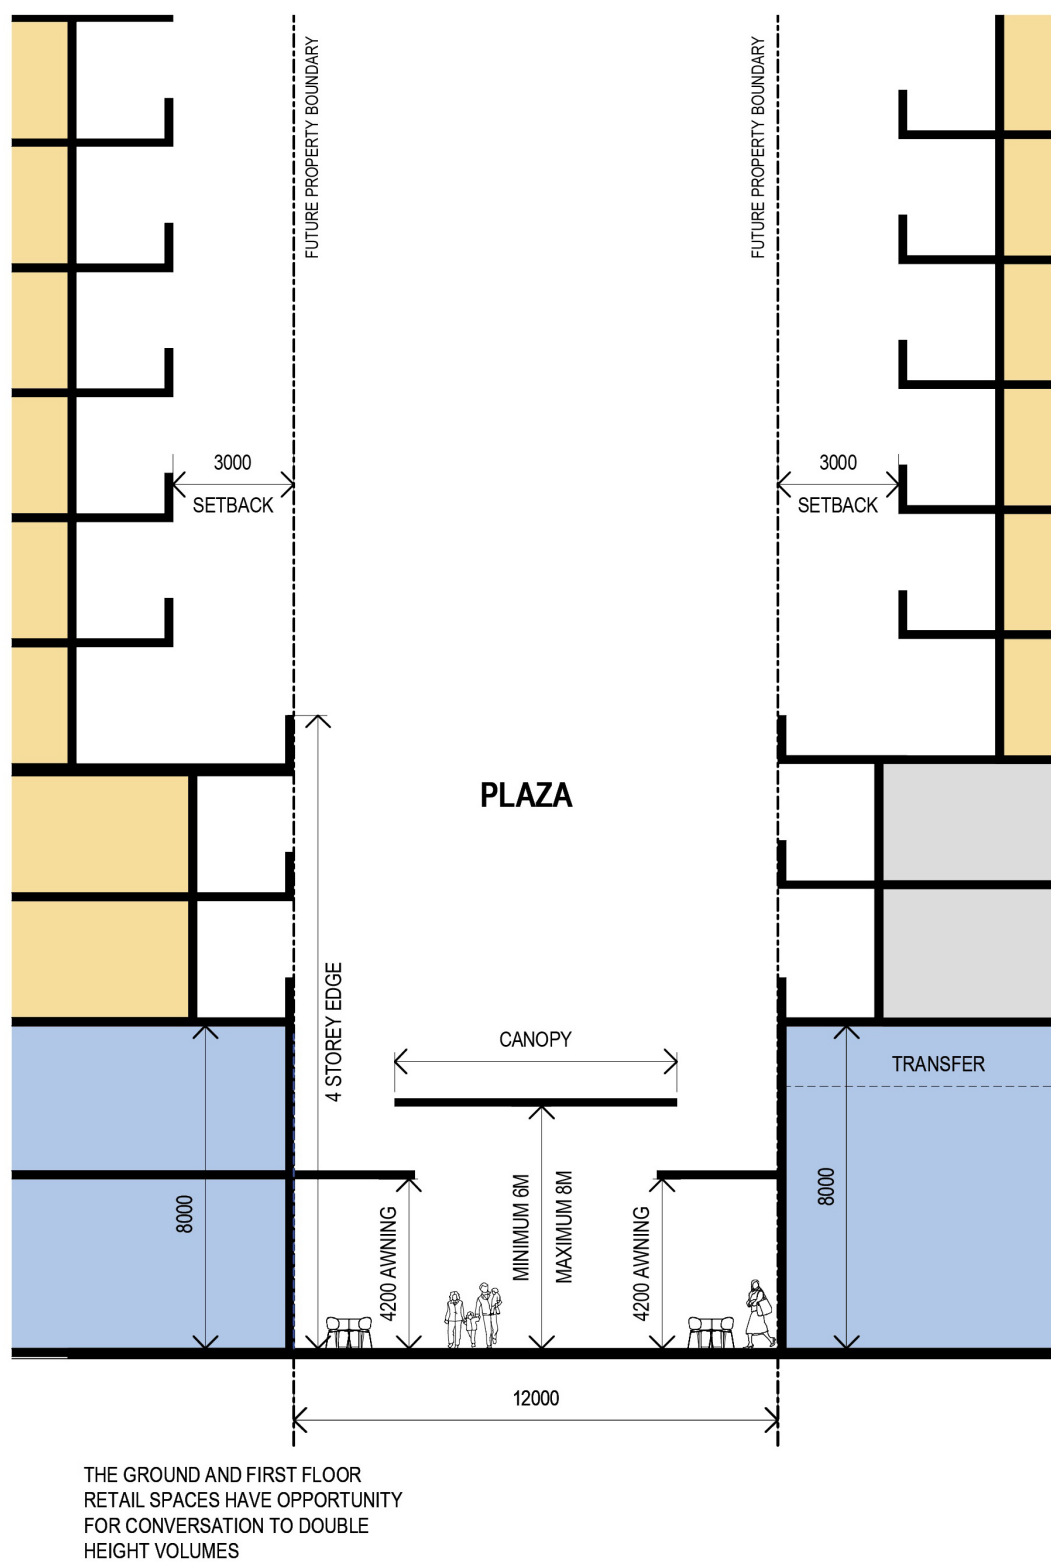 FUTURE PROPERTY BOUNDARY
FUTURE PROPERTY BOUNDARY
3000
SETBACK
3000
SETBACK
PLAZA
4 STOREY EDGE
CANOPY
TRANSFER
8000
4200 AWNING
MINIMUM 6M
MAXIMUM 8M
4200 AWNING
8000
12000
THE GROUND AND FIRST FLOOR
RETAIL SPACES HAVE OPPORTUNITY
FOR CONVERSATION TO DOUBLE
HEIGHT VOLUMES